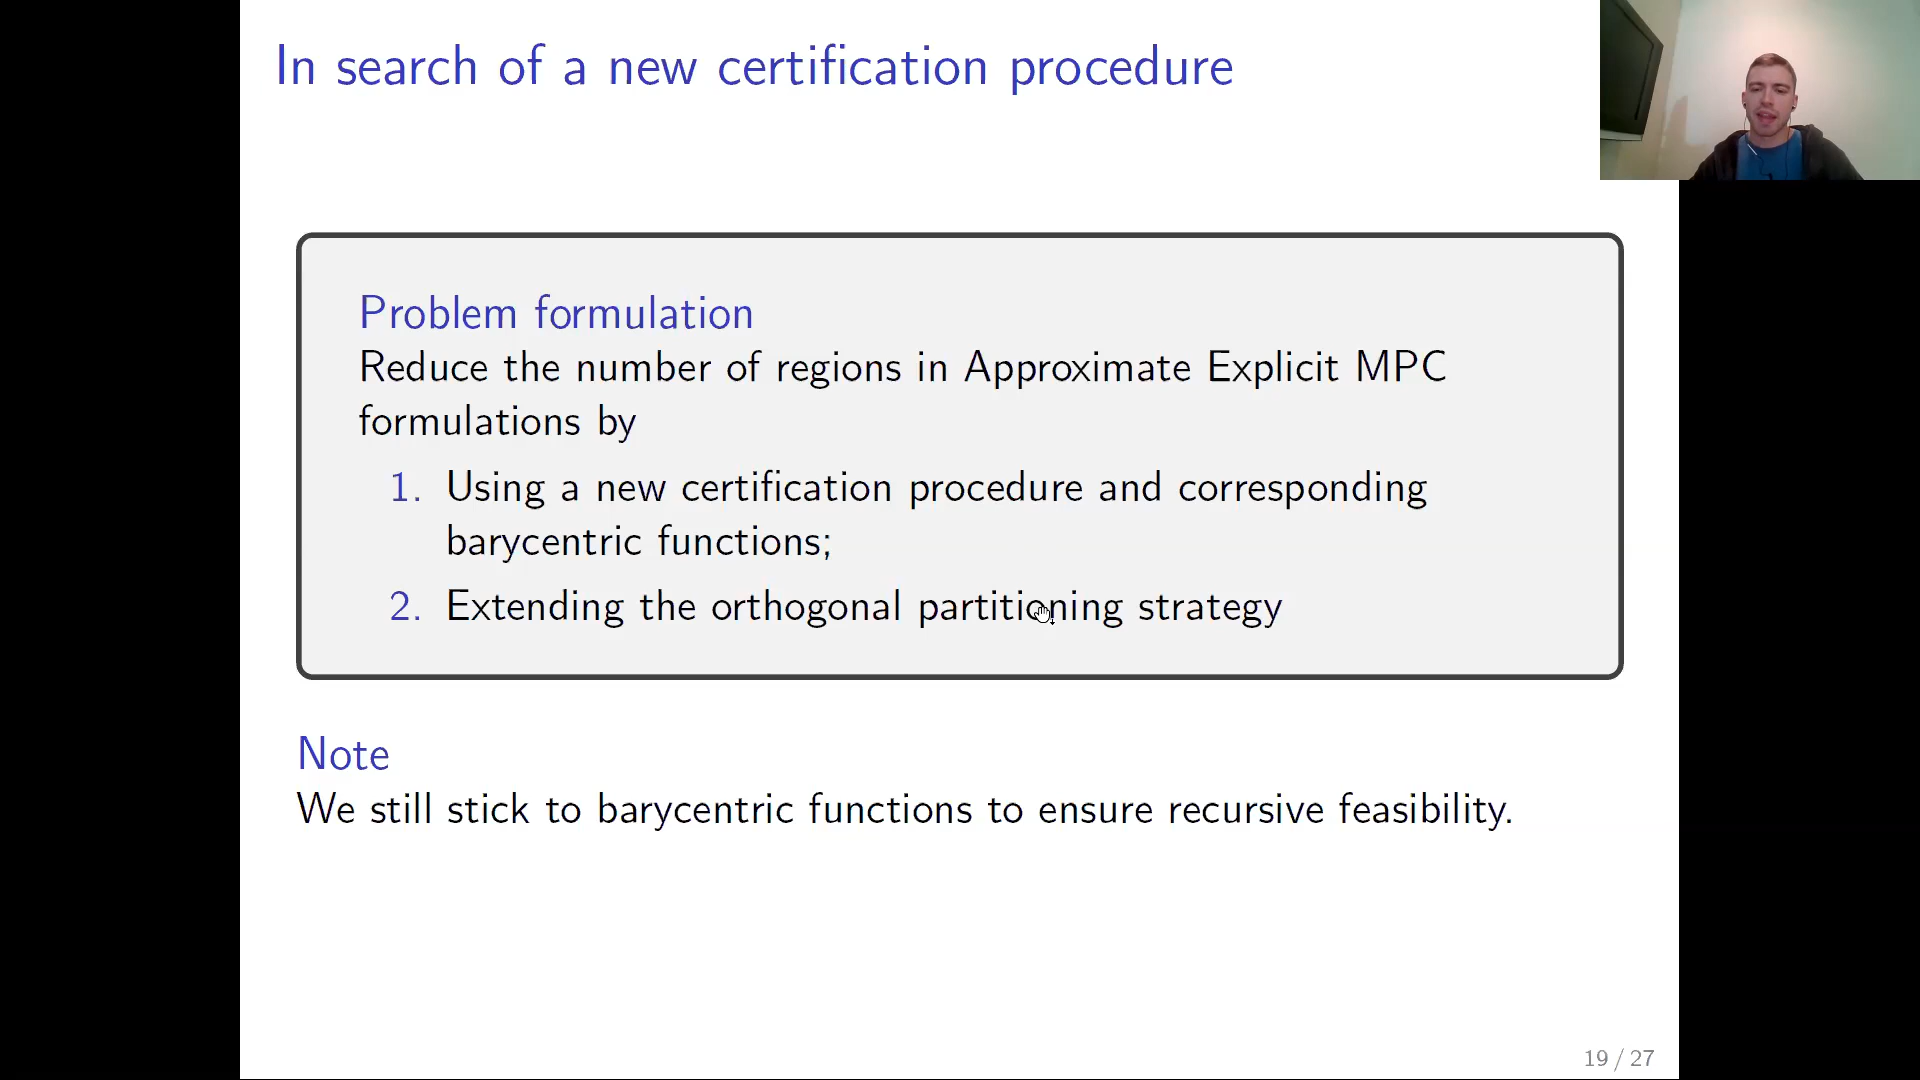 In search of a new certification procedure
Problem formulation
Reduce the number of regions in Approximate Explicit MPC
formulations by
1. Using a new certification procedure and corresponding
barycentric functions;
2. Extending the orthogonal partitioning strategy
Note
We still stick to barycentric functions to ensure recursive feasibility.
19 / 27